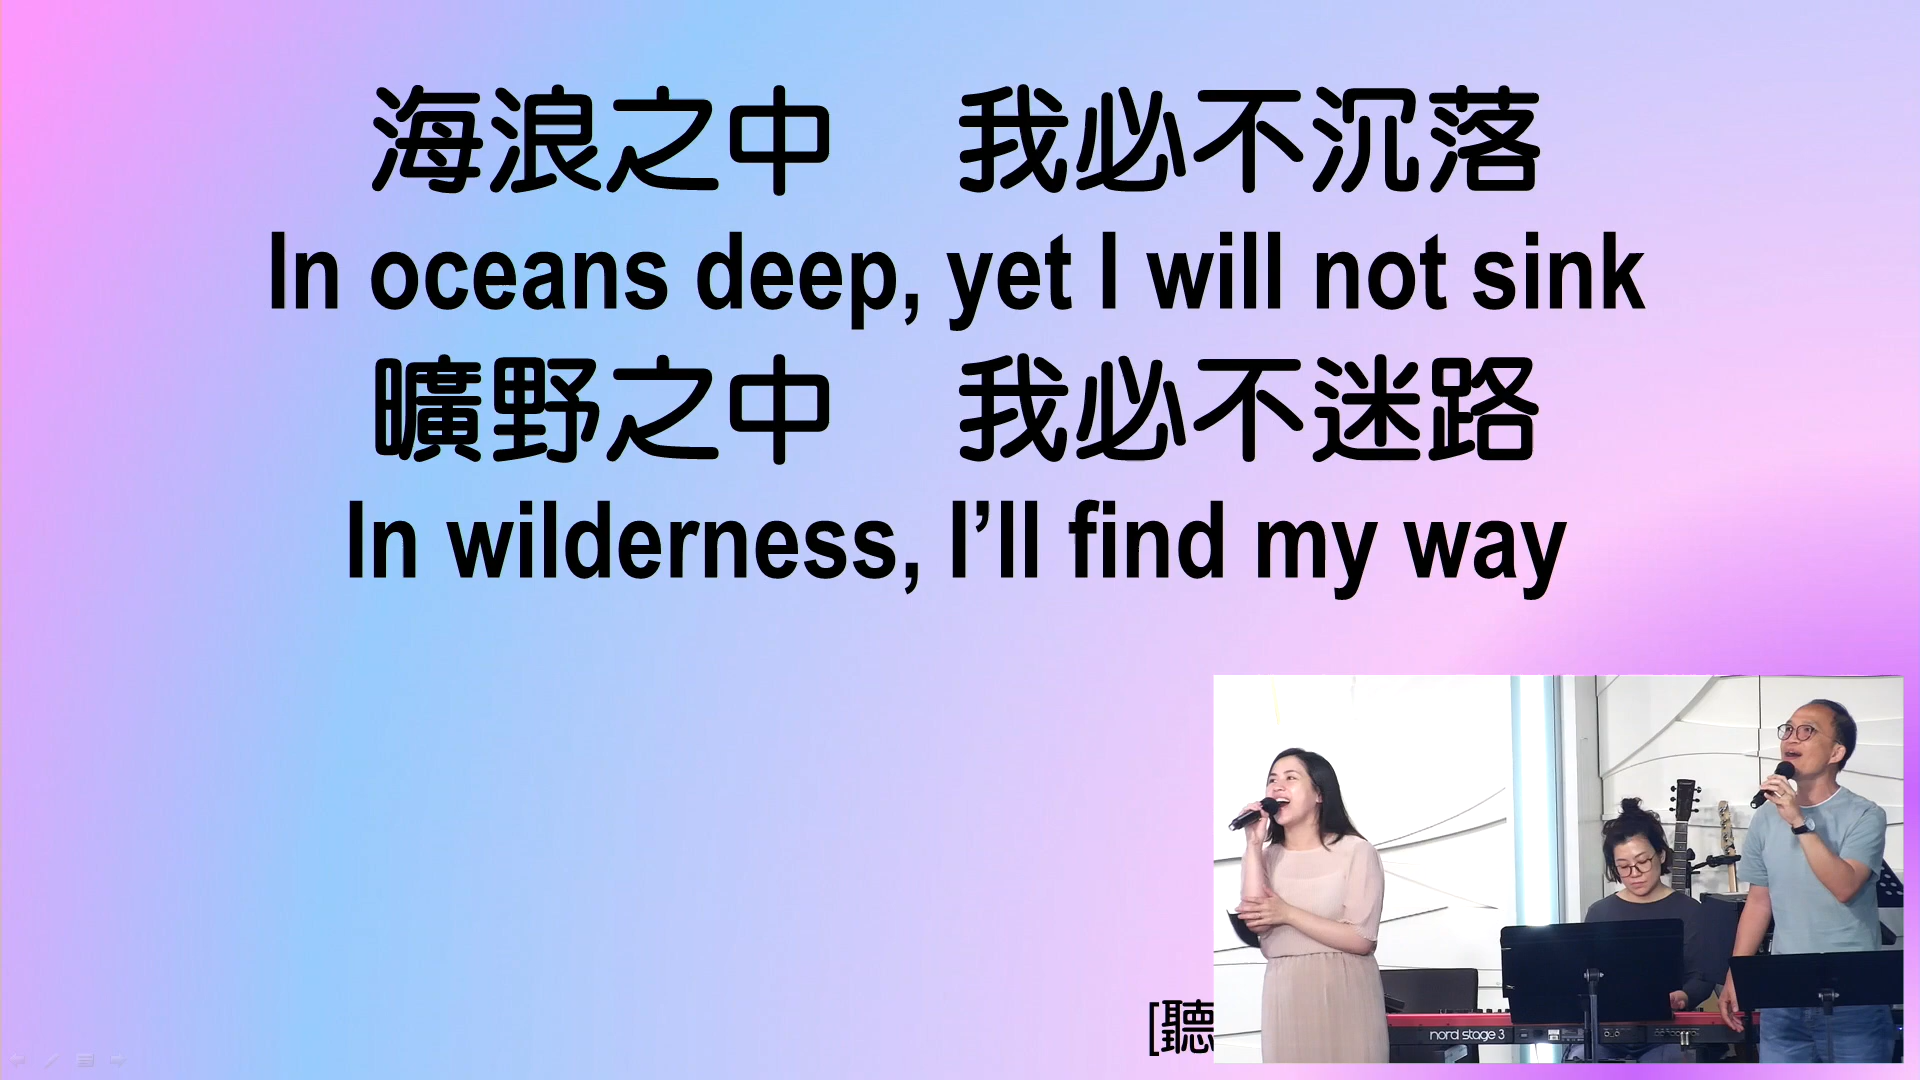 海浪之中　我必不沉落
In oceans deep, yet I will not sink
曠野之中　我必不迷路
In wilderness, I’ll find my way
[聽
nord stage 3